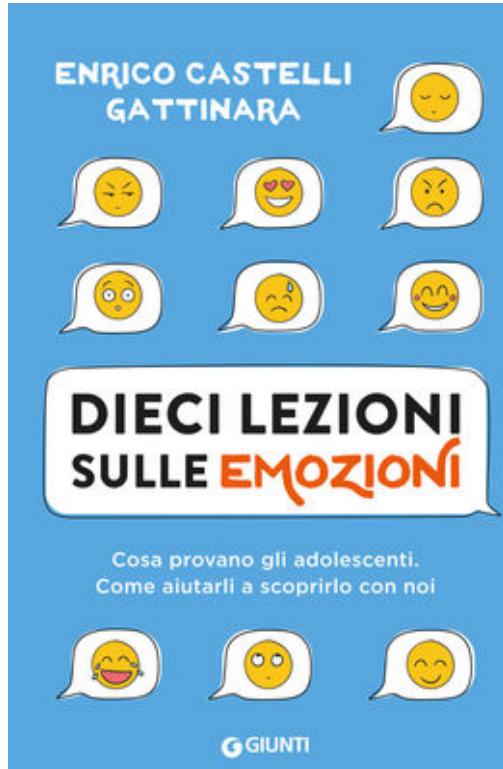 ENRICO CASTELLI
GATTINARA
DIECI LEZIONI
SULLE EMOZIONI
Cosa provano gli adolescenti.
Come aiutarli a scoprirlo con noi
GIUNTI